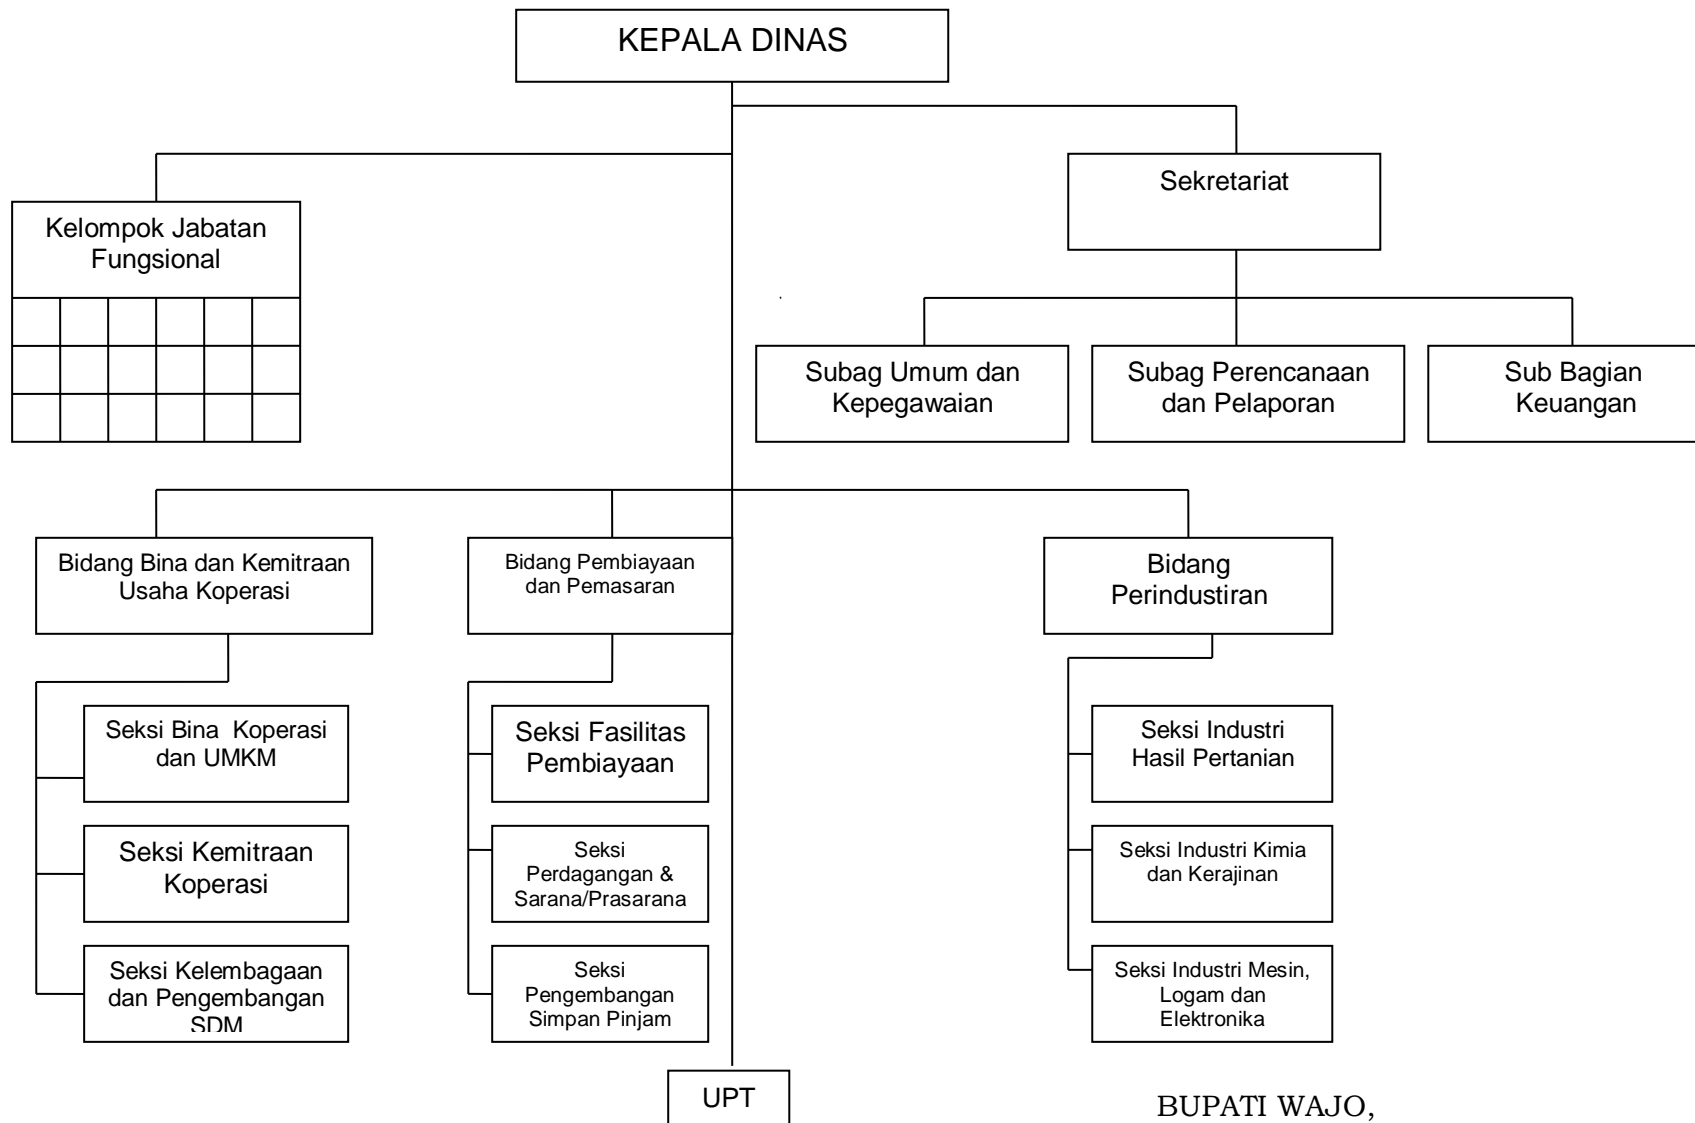 KEPALA DINAS
Sekretariat
Kelompok Jabatan
Fungsional
Subag Umum dan
Kepegawaian
Subag Perencanaan
dan Pelaporan
Sub Bagian
Keuangan
Bidang Bina dan Kemitraan
Usaha Koperasi
Bidang Pembiayaan
dan Pemasaran
Bidang
Perindustiran
Seksi Bina  Koperasi
dan UMKM
Seksi Kemitraan
Koperasi
Seksi Kelembagaan
dan Pengembangan
SDM
Seksi Fasilitas
Pembiayaan
Seksi
Perdagangan &
Sarana/Prasarana
Seksi
Pengembangan
Simpan Pinjam
Seksi Industri
Hasil Pertanian
Seksi Industri Kimia
dan Kerajinan
Seksi Industri Mesin,
Logam dan
Elektronika
UPT
BUPATI WAJO,